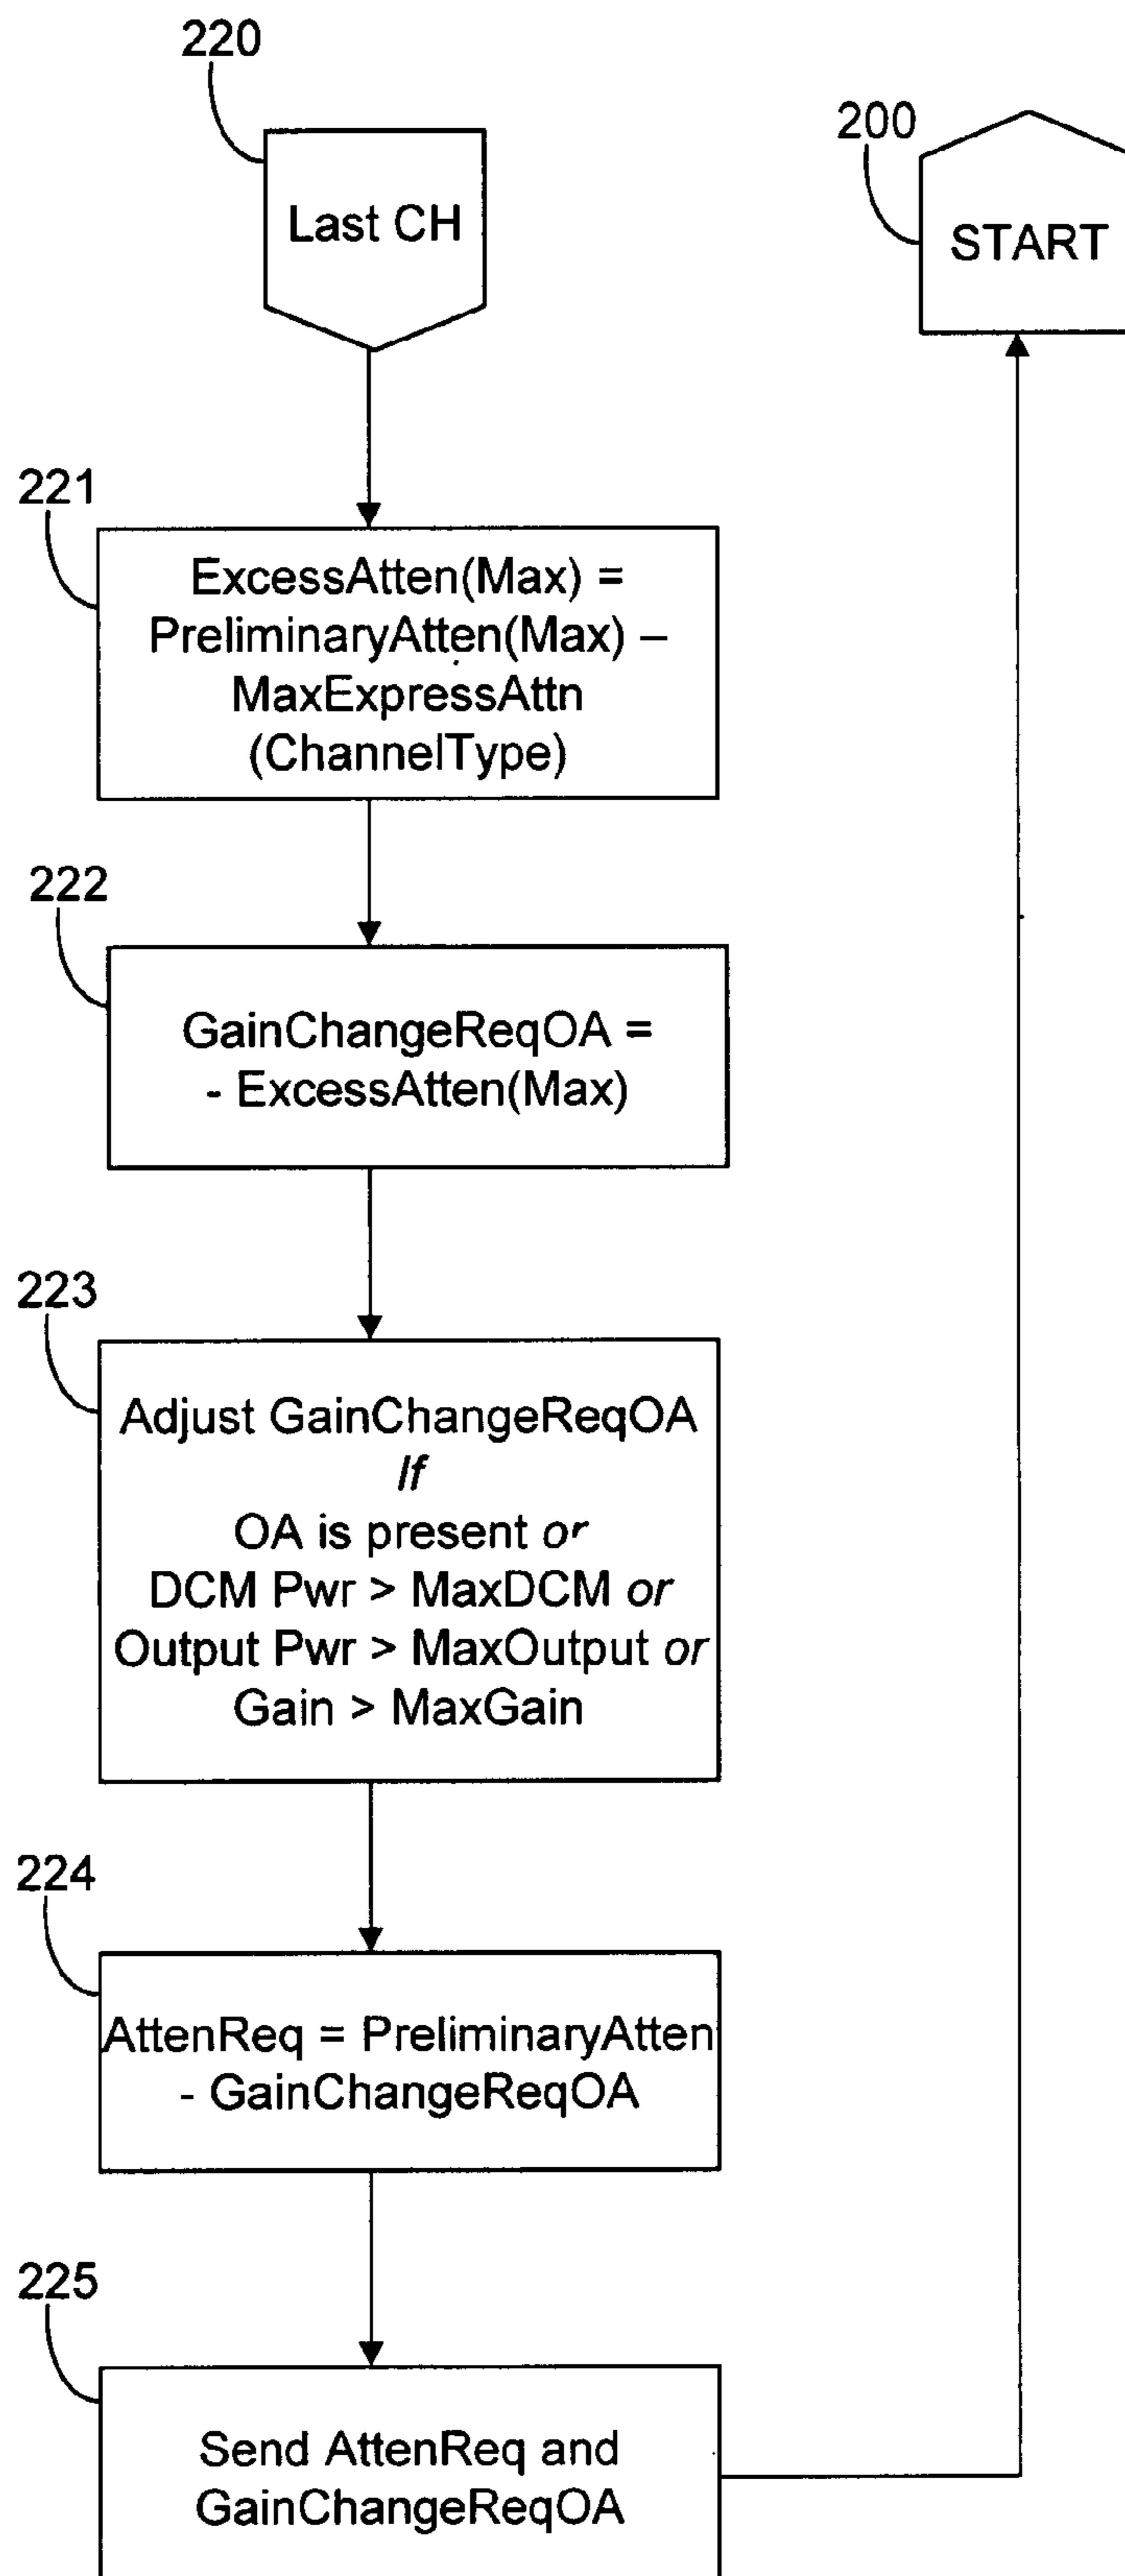 220
Last CH
200
START
221
ExcessAtten(Max) =
PreliminaryAtten(Max) –
MaxExpressAttn
(ChannelType)
222
GainChangeReqOA =
- ExcessAtten(Max)
223
Adjust GainChangeReqOA
If
OA is present or
DCM Pwr > MaxDCM or
Output Pwr > MaxOutput or
Gain > MaxGain
224
AttenReq = PreliminaryAtten
- GainChangeReqOA
225
Send AttenReq and
GainChangeReqOA